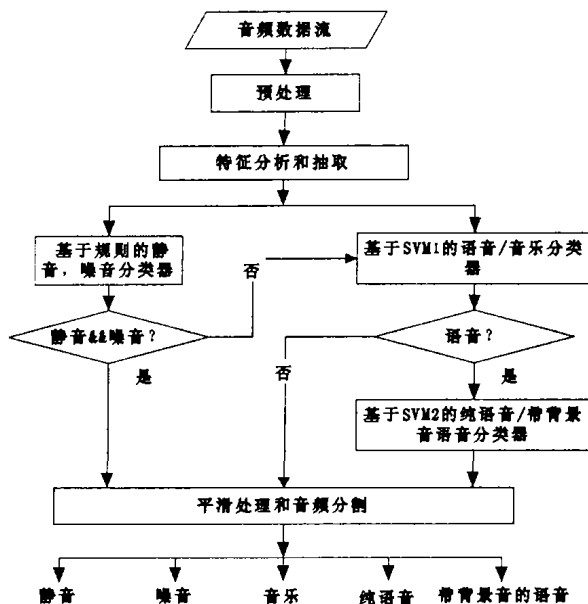 音频数据流
预处理
特征分析和抽取
基于规则的静
音，噪音分类器
否
基于SVM1的语音/音乐分类
器
静音&&噪音？
语音？
是
否
是
基于SVM2的纯语音/带背景
音语音分类器
平滑处理和音频分割
静音
噪音
音乐
纯语音
带背景音的语音